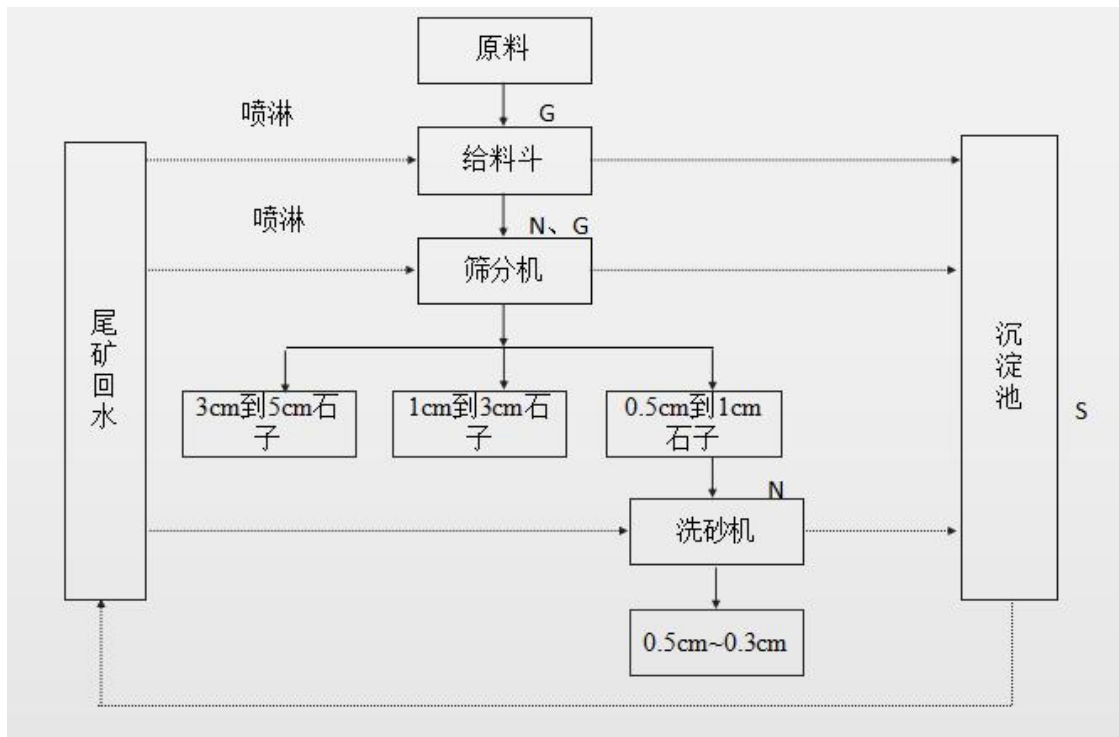 原料
G
喷淋
给料斗
喷淋
N、G
筛分机
尾
矿
回
水
沉
淀
池
S
3cm到5cm石
子
1cm到3cm石
子
0.5cm到1cm
石子
N
洗砂机
0.5cm~0.3cm